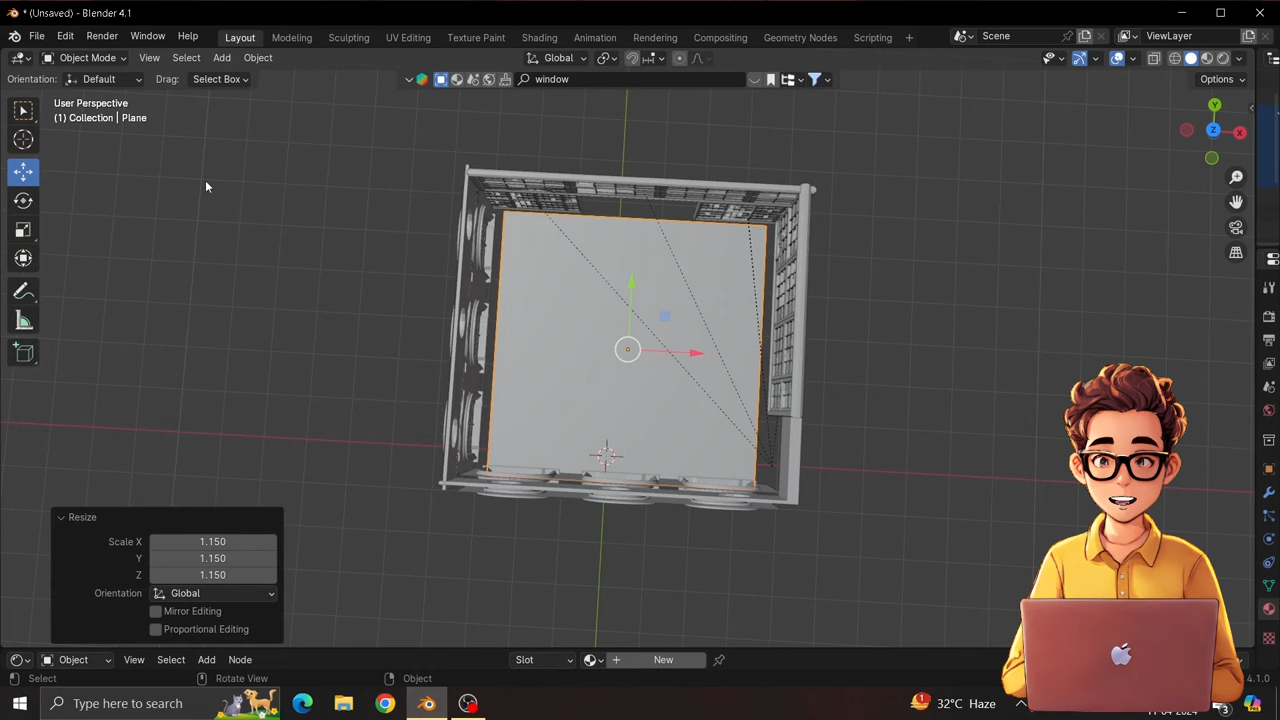 * (Unsaved) - Blender 4.1
File Edit Render Window Help
Layout Modeling Sculpting UV Editing Texture Paint Shading Animation Rendering Compositing Geometry Nodes Scripting +
Scene
ViewLayer
Object Mode View Select Add Object
Global
Orientation: Default Drag: Select Box
window
Options
User Perspective
(1) Collection | Plane
Y
X
Z
Resize
Scale X 1.150
Y 1.150
Z 1.150
Orientation Global
Mirror Editing
Proportional Editing
Object View Select Add Node
Slot
New
Select
Rotate View
Object
4.1.0
Type here to search
1
32°C Haze
3